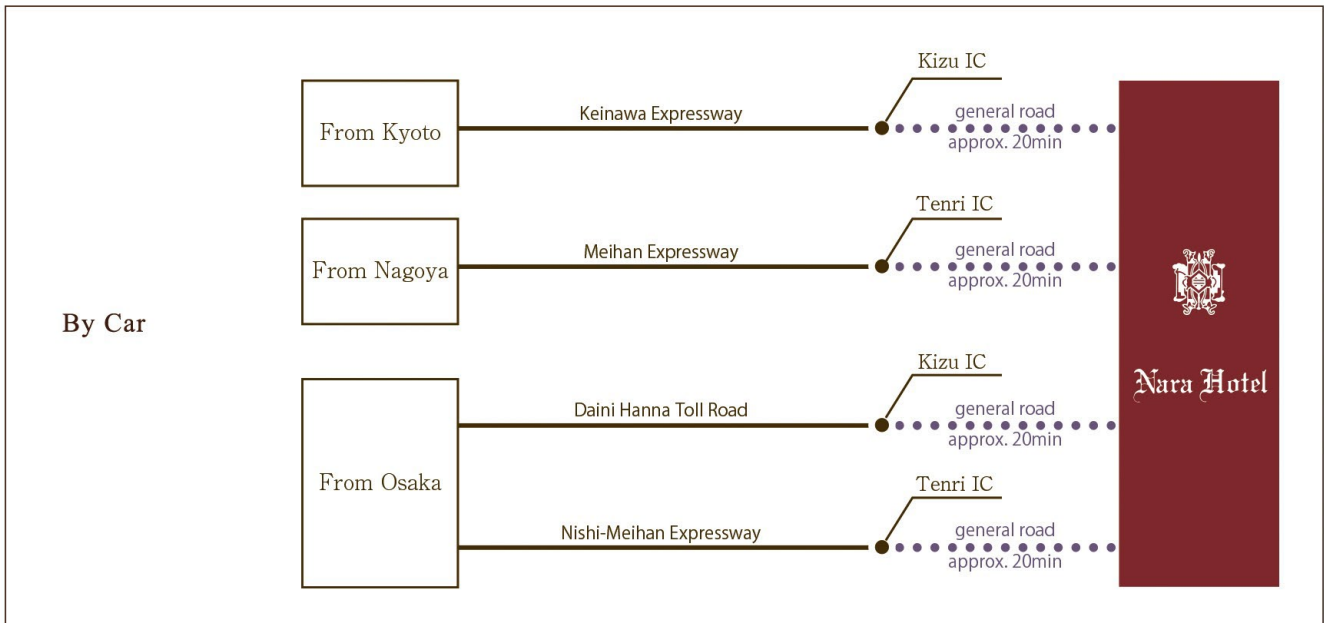 By Car
From Kyoto
Keinawa Expressway
Kizu IC
general road
approx. 20min
From Nagoya
Meihan Expressway
Tenri IC
general road
approx. 20min
From Osaka
Daini Hanna Toll Road
Kizu IC
general road
approx. 20min
Nishi-Meihan Expressway
Tenri IC
general road
approx. 20min
Nara Hotel